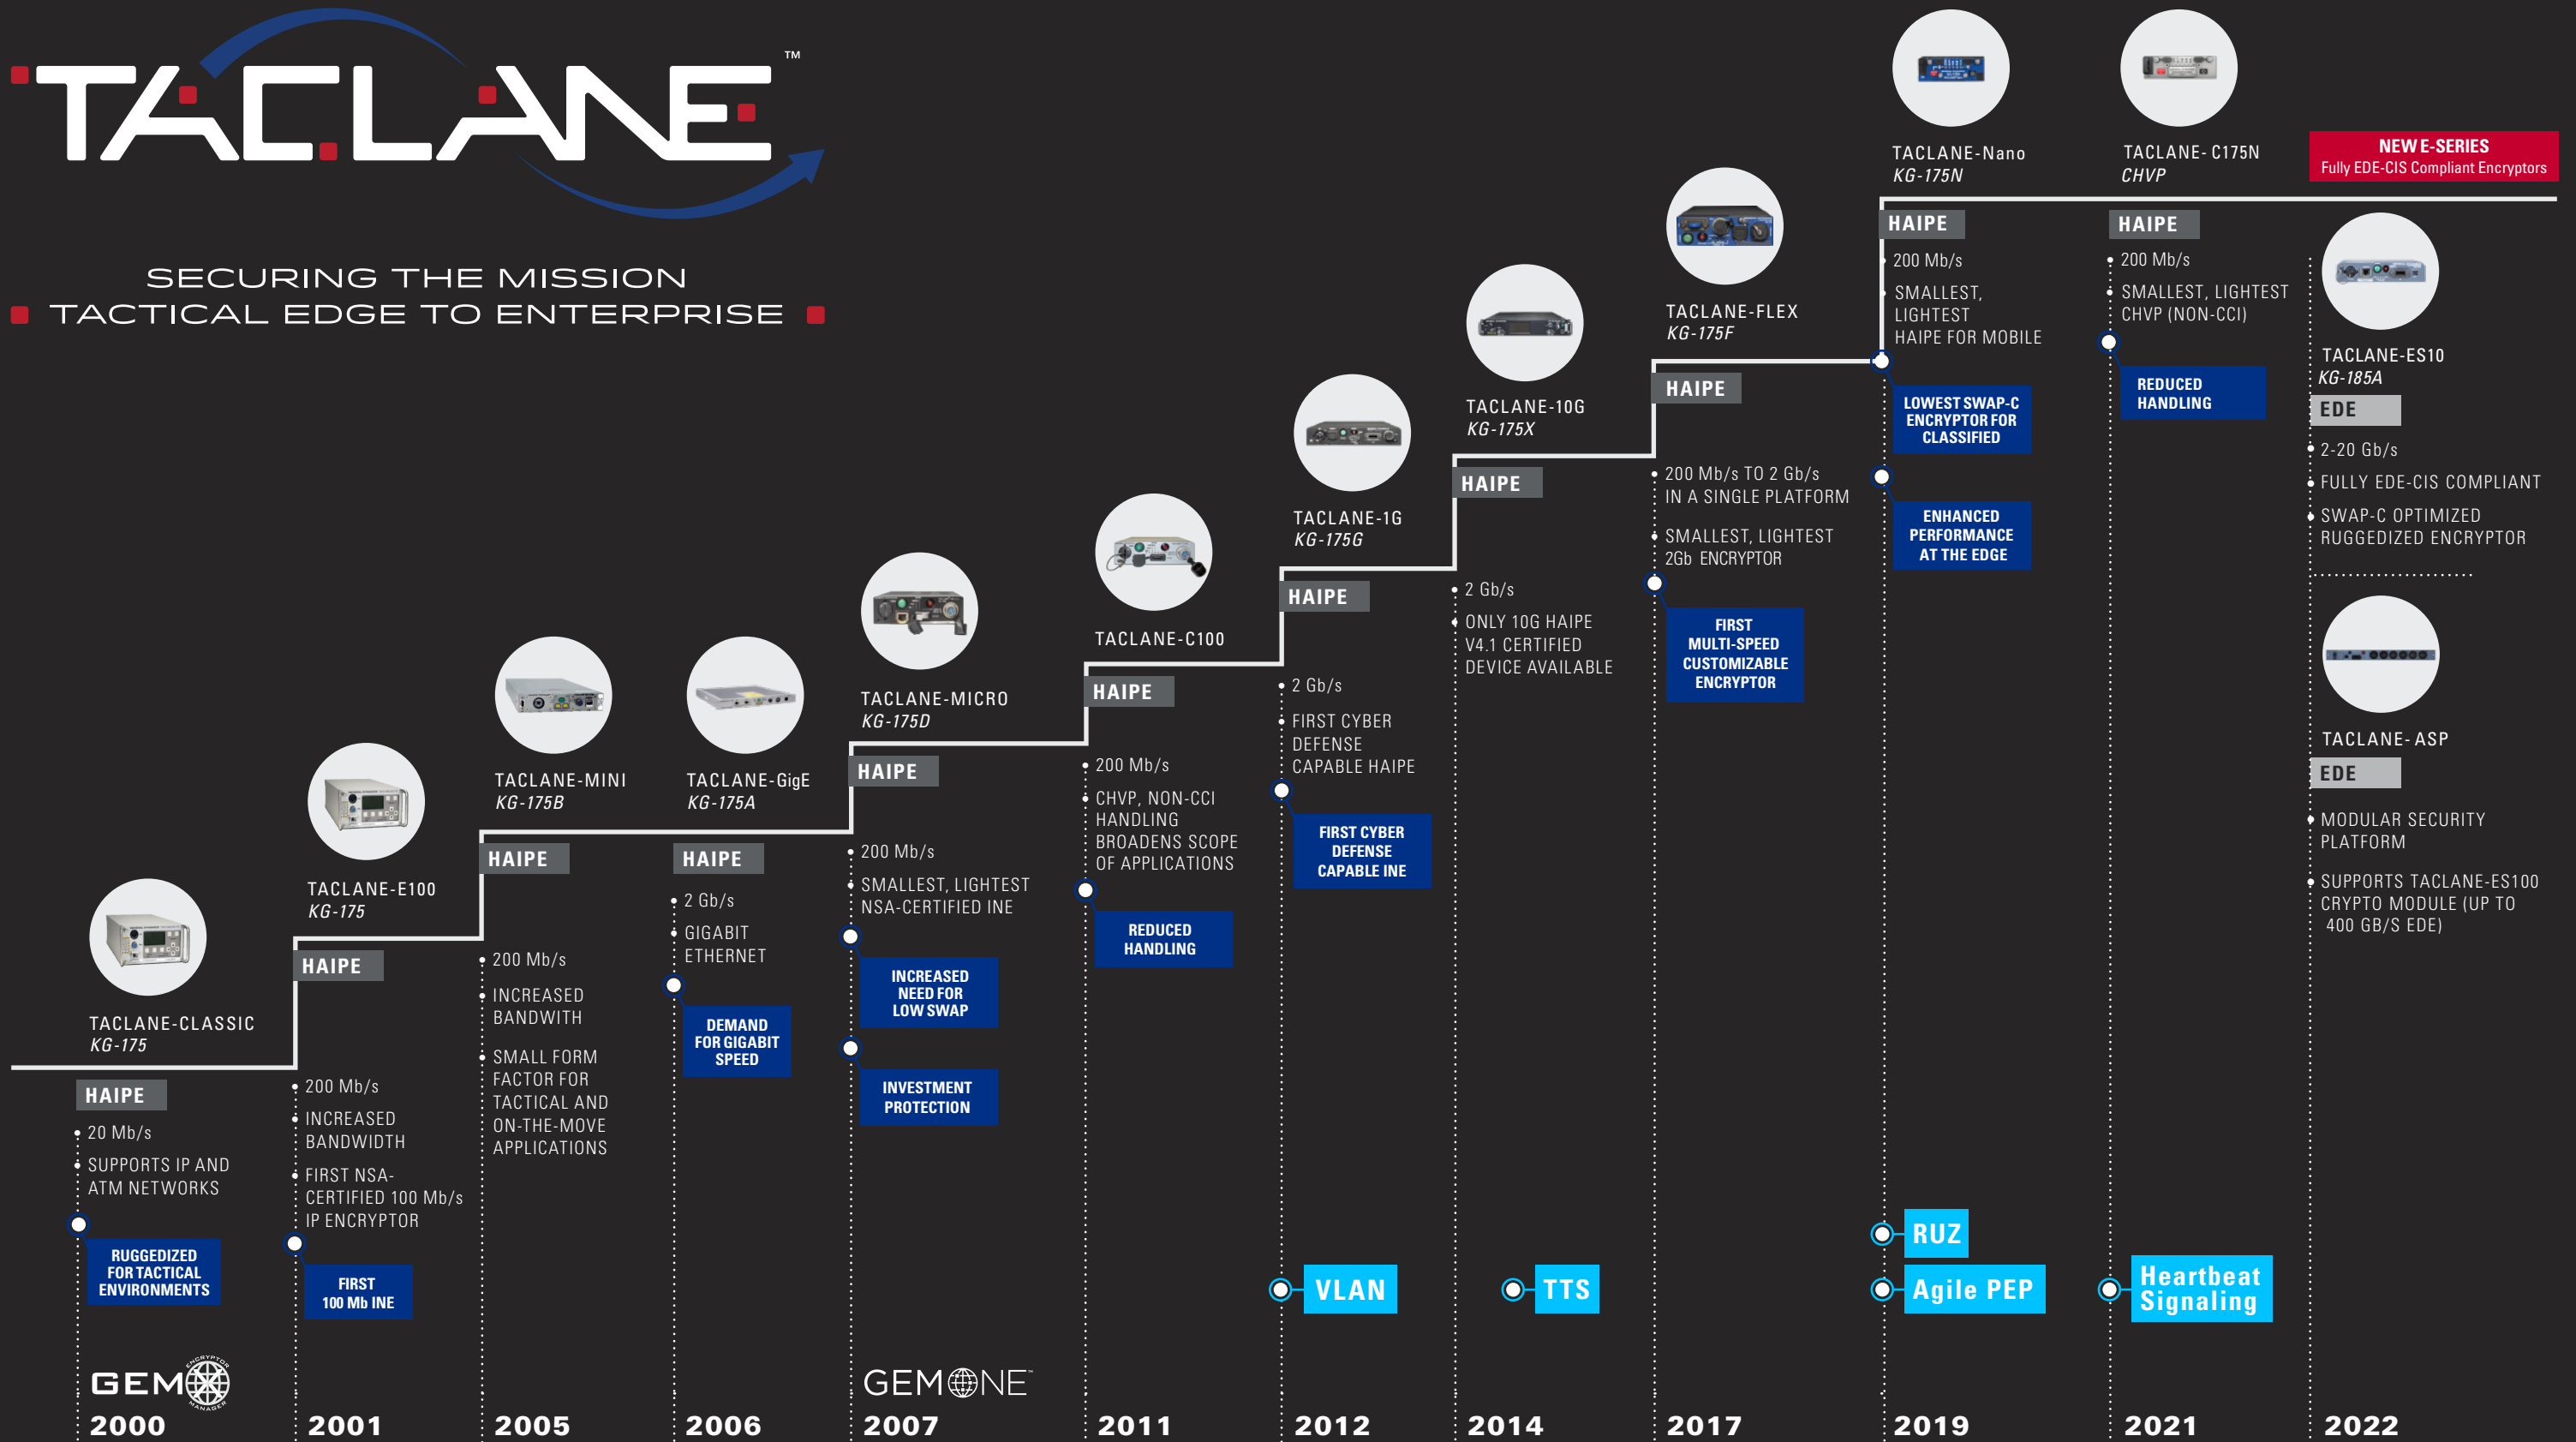 TACLANE™
SECURING THE MISSION
TACTICAL EDGE TO ENTERPRISE
TACLANE-CLASSIC
KG-175
HAIPE
20 Mb/s
SUPPORTS IP AND
ATM NETWORKS
RUGGEDIZED
FOR TACTICAL
ENVIRONMENTS
GEM X
ENCRYPTOR
MANAGER
2000
TACLANE-E100
KG-175
HAIPE
200 Mb/s
INCREASED
BANDWIDTH
FIRST NSA-
CERTIFIED 100 Mb/s
IP ENCRYPTOR
FIRST
100 Mb INE
2001
TACLANE-MINI
KG-175B
HAIPE
200 Mb/s
INCREASED
BANDWITH
SMALL FORM
FACTOR FOR
TACTICAL AND
ON-THE-MOVE
APPLICATIONS
2005
TACLANE-GigE
KG-175A
HAIPE
2 Gb/s
GIGABIT
ETHERNET
DEMAND
FOR GIGABIT
SPEED
2006
TACLANE-MICRO
KG-175D
HAIPE
200 Mb/s
SMALLEST, LIGHTEST
NSA-CERTIFIED INE
INCREASED
NEED FOR
LOW SWAP
INVESTMENT
PROTECTION
GEMONE™
2007
TACLANE-C100
HAIPE
200 Mb/s
CHVP, NON-CCI
HANDLING
BROADENS SCOPE
OF APPLICATIONS
REDUCED
HANDLING
2011
TACLANE-1G
KG-175G
HAIPE
2 Gb/s
FIRST CYBER
DEFENSE
CAPABLE HAIPE
FIRST CYBER
DEFENSE
CAPABLE INE
VLAN
2012
TACLANE-10G
KG-175X
HAIPE
2 Gb/s
ONLY 10G HAIPE
V4.1 CERTIFIED
DEVICE AVAILABLE
TTS
2014
TACLANE-FLEX
KG-175F
HAIPE
200 Mb/s TO 2 Gb/s
IN A SINGLE PLATFORM
SMALLEST, LIGHTEST
2Gb ENCRYPTOR
FIRST
MULTI-SPEED
CUSTOMIZABLE
ENCRYPTOR
2017
TACLANE-Nano
KG-175N
HAIPE
200 Mb/s
SMALLEST,
LIGHTEST
HAIPE FOR MOBILE
LOWEST SWAP-C
ENCRYPTOR FOR
CLASSIFIED
ENHANCED
PERFORMANCE
AT THE EDGE
RUZ
Agile PEP
2019
TACLANE- C175N
CHVP
HAIPE
200 Mb/s
SMALLEST, LIGHTEST
CHVP (NON-CCI)
REDUCED
HANDLING
Heartbeat
Signaling
2021
NEW E-SERIES
Fully EDE-CIS Compliant Encryptors
TACLANE-ES10
KG-185A
EDE
2-20 Gb/s
FULLY EDE-CIS COMPLIANT
SWAP-C OPTIMIZED
RUGGEDIZED ENCRYPTOR
TACLANE- ASP
EDE
MODULAR SECURITY
PLATFORM
SUPPORTS TACLANE-ES100
CRYPTO MODULE (UP TO
400 GB/S EDE)
2022